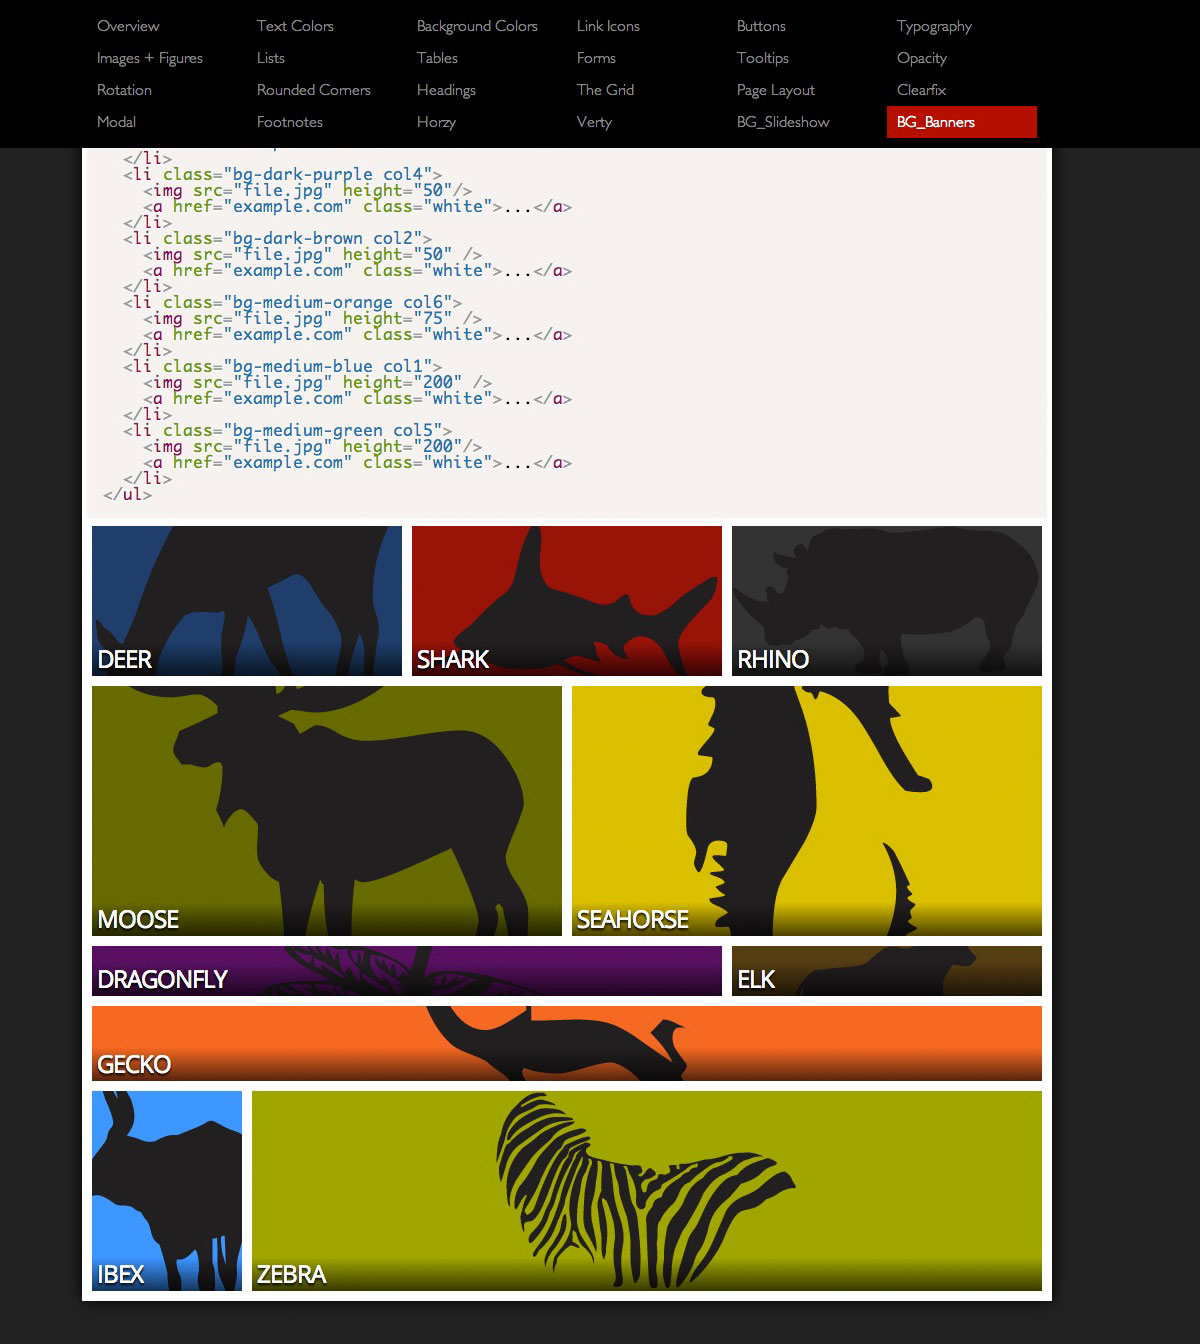 Overview Text Colors Background Colors Link Icons Buttons Typography
Images + Figures Lists Tables Forms Tooltips Opacity
Rotation Rounded Corners Headings The Grid Page Layout Clearfix
Modal Footnotes Horzy Verty BG_Slideshow BG_Banners
</li>
<li class="bg-dark-purple col4">
<img src="file.jpg" height="50"/>
<a href="example.com" class="white">...</a>
</li>
<li class="bg-dark-brown col2">
<img src="file.jpg" height="50" />
<a href="example.com" class="white">...</a>
</li>
<li class="bg-medium-orange col6">
<img src="file.jpg" height="75" />
<a href="example.com" class="white">...</a>
</li>
<li class="bg-medium-blue col1">
<img src="file.jpg" height="200" />
<a href="example.com" class="white">...</a>
</li>
<li class="bg-medium-green col5">
<img src="file.jpg" height="200"/>
<a href="example.com" class="white">...</a>
</li>
</ul>
DEER SHARK RHINO
MOOSE SEAHORSE
DRAGONFLY ELK
GECKO
IBEX ZEBRA